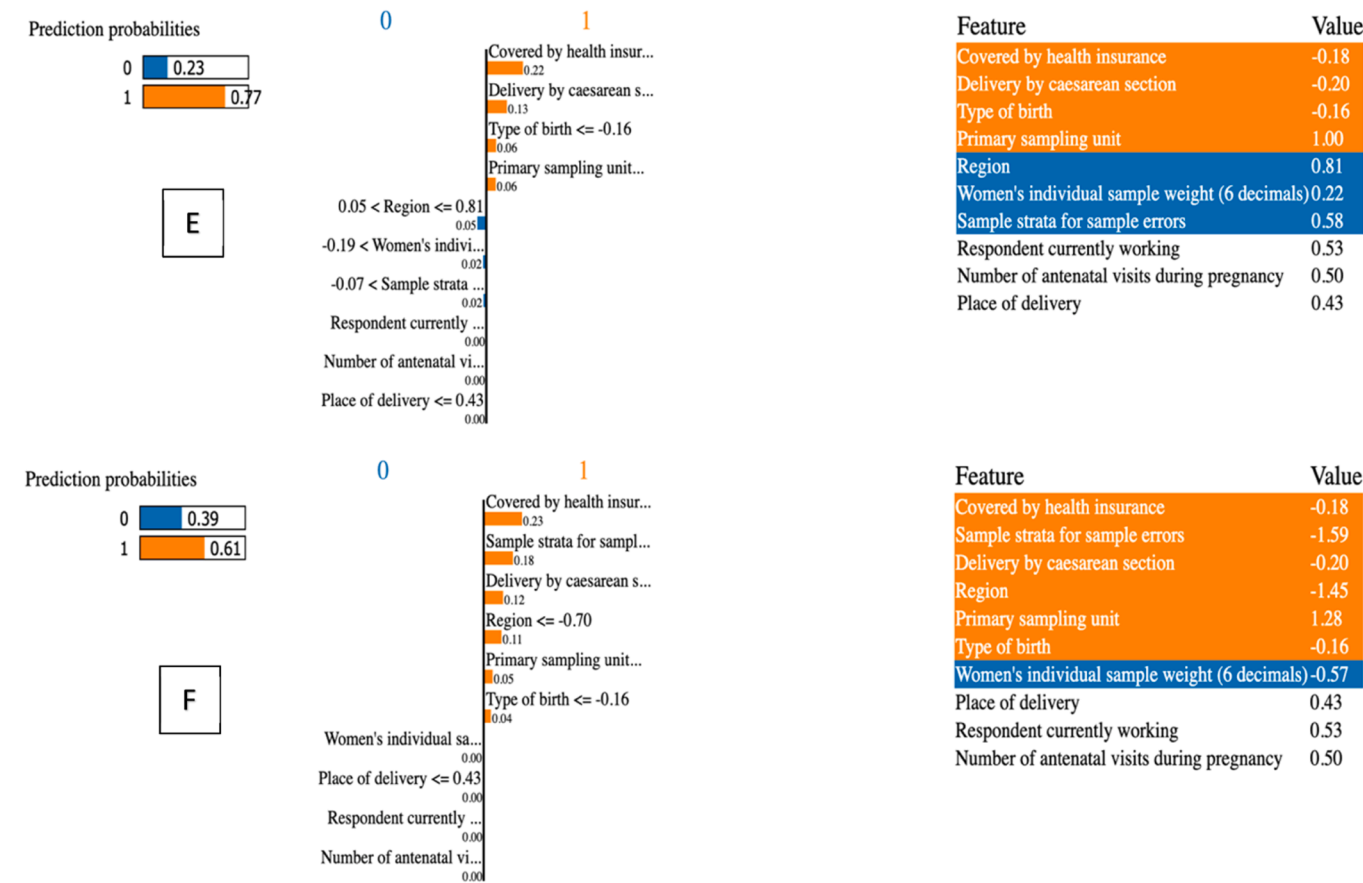 Prediction probabilities
0 0.23
1 0.77
E
0 1
Covered by health insur...
0.22
Delivery by caesarean s...
0.13
Type of birth <= -0.16
0.06
Primary sampling unit...
0.06
0.05 < Region <= 0.81
0.05
-0.19 < Women's indivi...
0.02
-0.07 < Sample strata ...
0.02
Respondent currently ...
0.00
Number of antenatal vi...
0.00
Place of delivery <= 0.43
0.00
Feature Value
Covered by health insurance -0.18
Delivery by caesarean section -0.20
Type of birth -0.16
Primary sampling unit 1.00
Region 0.81
Women's individual sample weight (6 decimals) 0.22
Sample strata for sample errors 0.58
Respondent currently working 0.53
Number of antenatal visits during pregnancy 0.50
Place of delivery 0.43
Prediction probabilities
0 0.39
1 0.61
F
0 1
Covered by health insur...
0.23
Sample strata for sampl...
0.18
Delivery by caesarean s...
0.12
Region <= -0.70
0.11
Primary sampling unit...
0.05
Type of birth <= -0.16
0.04
Women's individual sa...
0.00
Place of delivery <= 0.43
0.00
Respondent currently ...
0.00
Number of antenatal vi...
0.00
Feature Value
Covered by health insurance -0.18
Sample strata for sample errors -1.59
Delivery by caesarean section -0.20
Region -1.45
Primary sampling unit 1.28
Type of birth -0.16
Women's individual sample weight (6 decimals) -0.57
Place of delivery 0.43
Respondent currently working 0.53
Number of antenatal visits during pregnancy 0.50